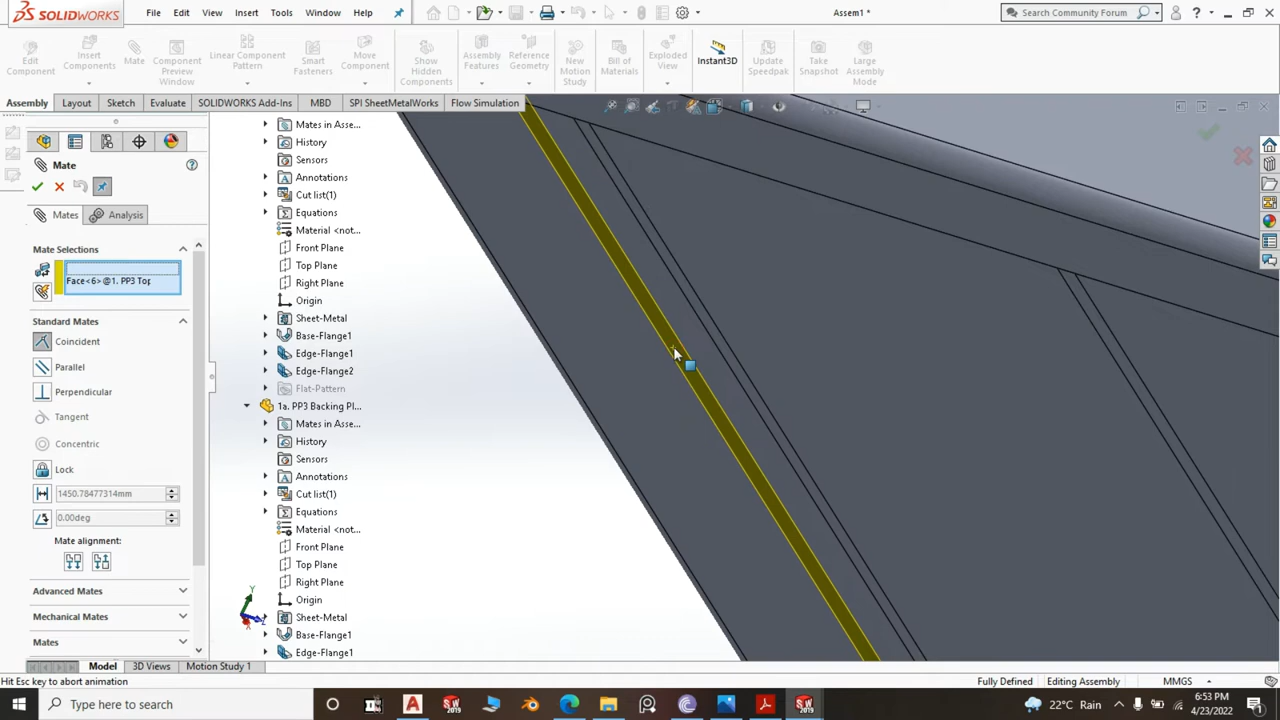 SOLIDWORKS
File Edit View Insert Tools Window Help
Assem1 *
Search Community Forum
Edit Component
Insert Components
Mate
Component Preview Window
Linear Component Pattern
Smart Fasteners
Move Component
Show Hidden Components
Assembly Features
Reference Geometry
New Motion Study
Bill of Materials
Exploded View
Instant3D
Update Speedpak
Take Snapshot
Large Assembly Mode
Assembly Layout Sketch Evaluate SOLIDWORKS Add-Ins MBD SPI SheetMetalWorks Flow Simulation
Mate
Mates Analysis
Mate Selections
Face<6>@1. PP3 Top
Standard Mates
Coincident
Parallel
Perpendicular
Tangent
Concentric
Lock
1450.78477314mm
0.00deg
Mate alignment:
Advanced Mates
Mechanical Mates
Mates
Mates in Asse...
History
Sensors
Annotations
Cut list(1)
Equations
Material <not...
Front Plane
Top Plane
Right Plane
Origin
Sheet-Metal
Base-Flange1
Edge-Flange1
Edge-Flange2
Flat-Pattern
1a. PP3 Backing Pl...
Mates in Asse...
History
Sensors
Annotations
Cut list(1)
Equations
Material <not...
Front Plane
Top Plane
Right Plane
Origin
Sheet-Metal
Base-Flange1
Edge-Flange1
Y
Model 3D Views Motion Study 1
Hit Esc key to abort animation
Fully Defined Editing Assembly MMGS
Type here to search
22°C Rain
6:53 PM
4/23/2022